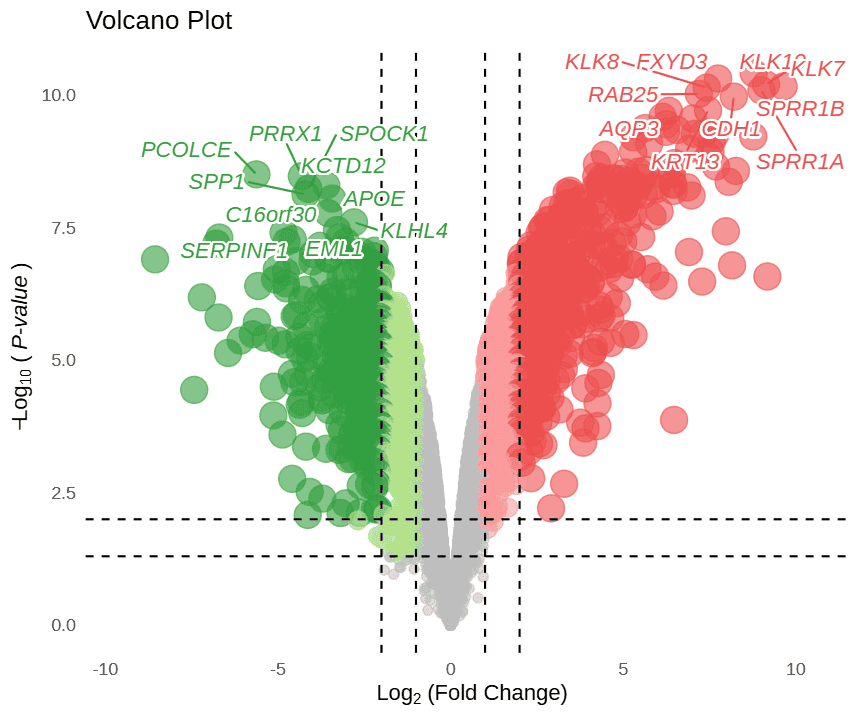 Volcano Plot
KLK8 EXYD3 KLK12 KLK7
10.0
RAB25
SPRR1B
AQP3 CDH1
PRRX1 SPOCK1
PCOLCE
KCTD12
KRT13 SPRR1A
SPP1
APOE
C16orf30
7.5
KLHL4
SERPINF1 EML1
−Log10 ( P-value )
5.0
2.5
0.0
-10 -5 0 5 10
Log2 (Fold Change)